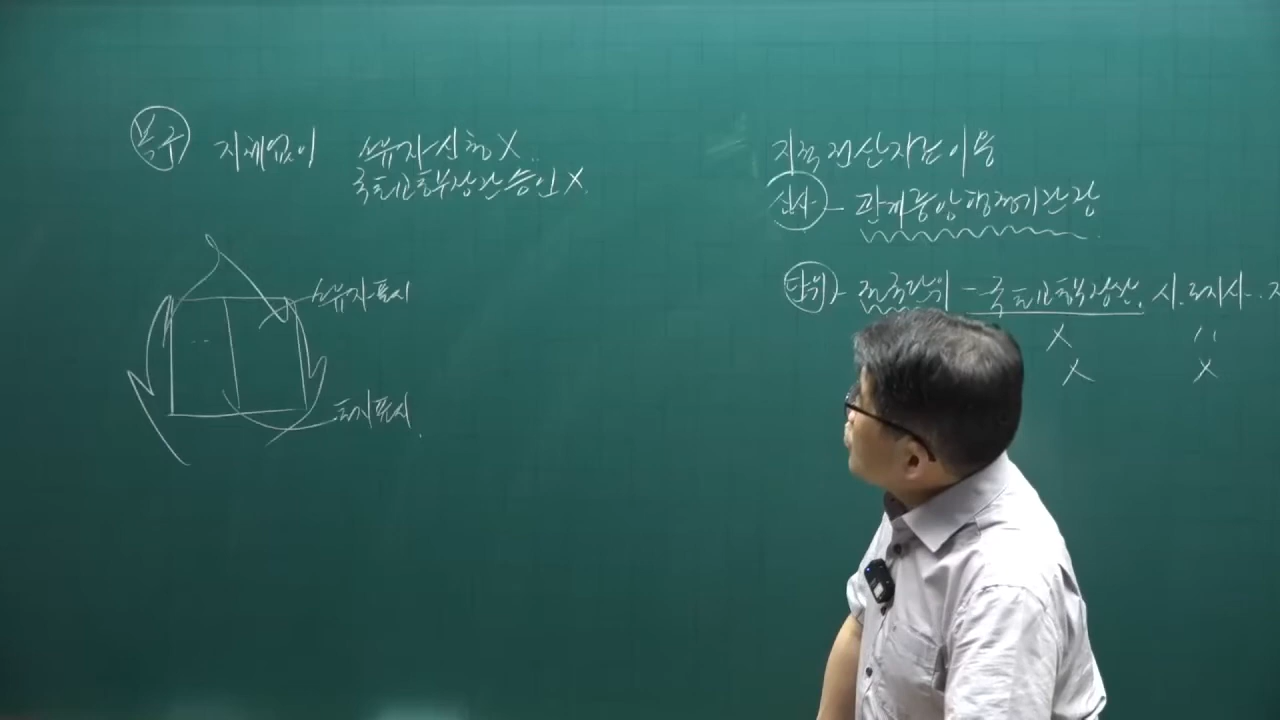 복구 지체없이 소유자신청 X
국토교통부장관승인 X
소유자표시
토지표시
지적전산자료이용
심사 - 관계중앙행정기관장
단위 - 전국단위 - 국토교통부장관, 시.도지사..지
X 〃
X X